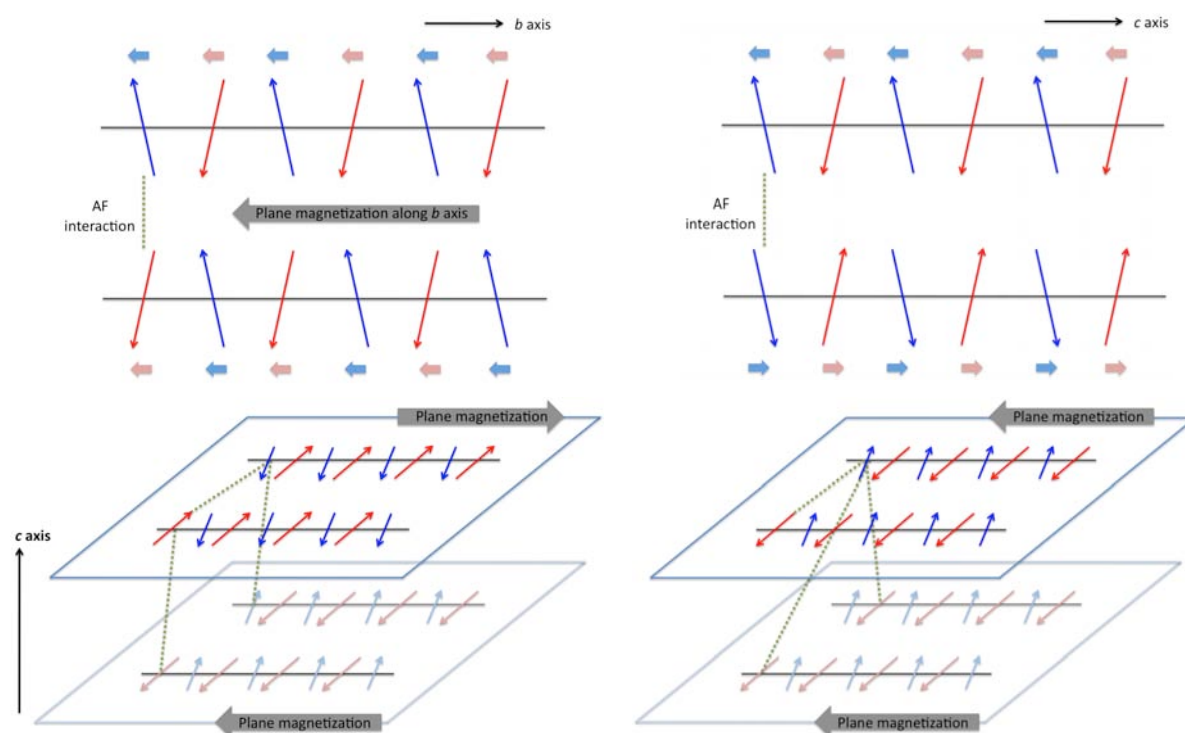 b axis
c axis
AF
interaction
Plane magnetization along b axis
AF
interaction
Plane magnetization
Plane magnetization
c axis
Plane magnetization
Plane magnetization